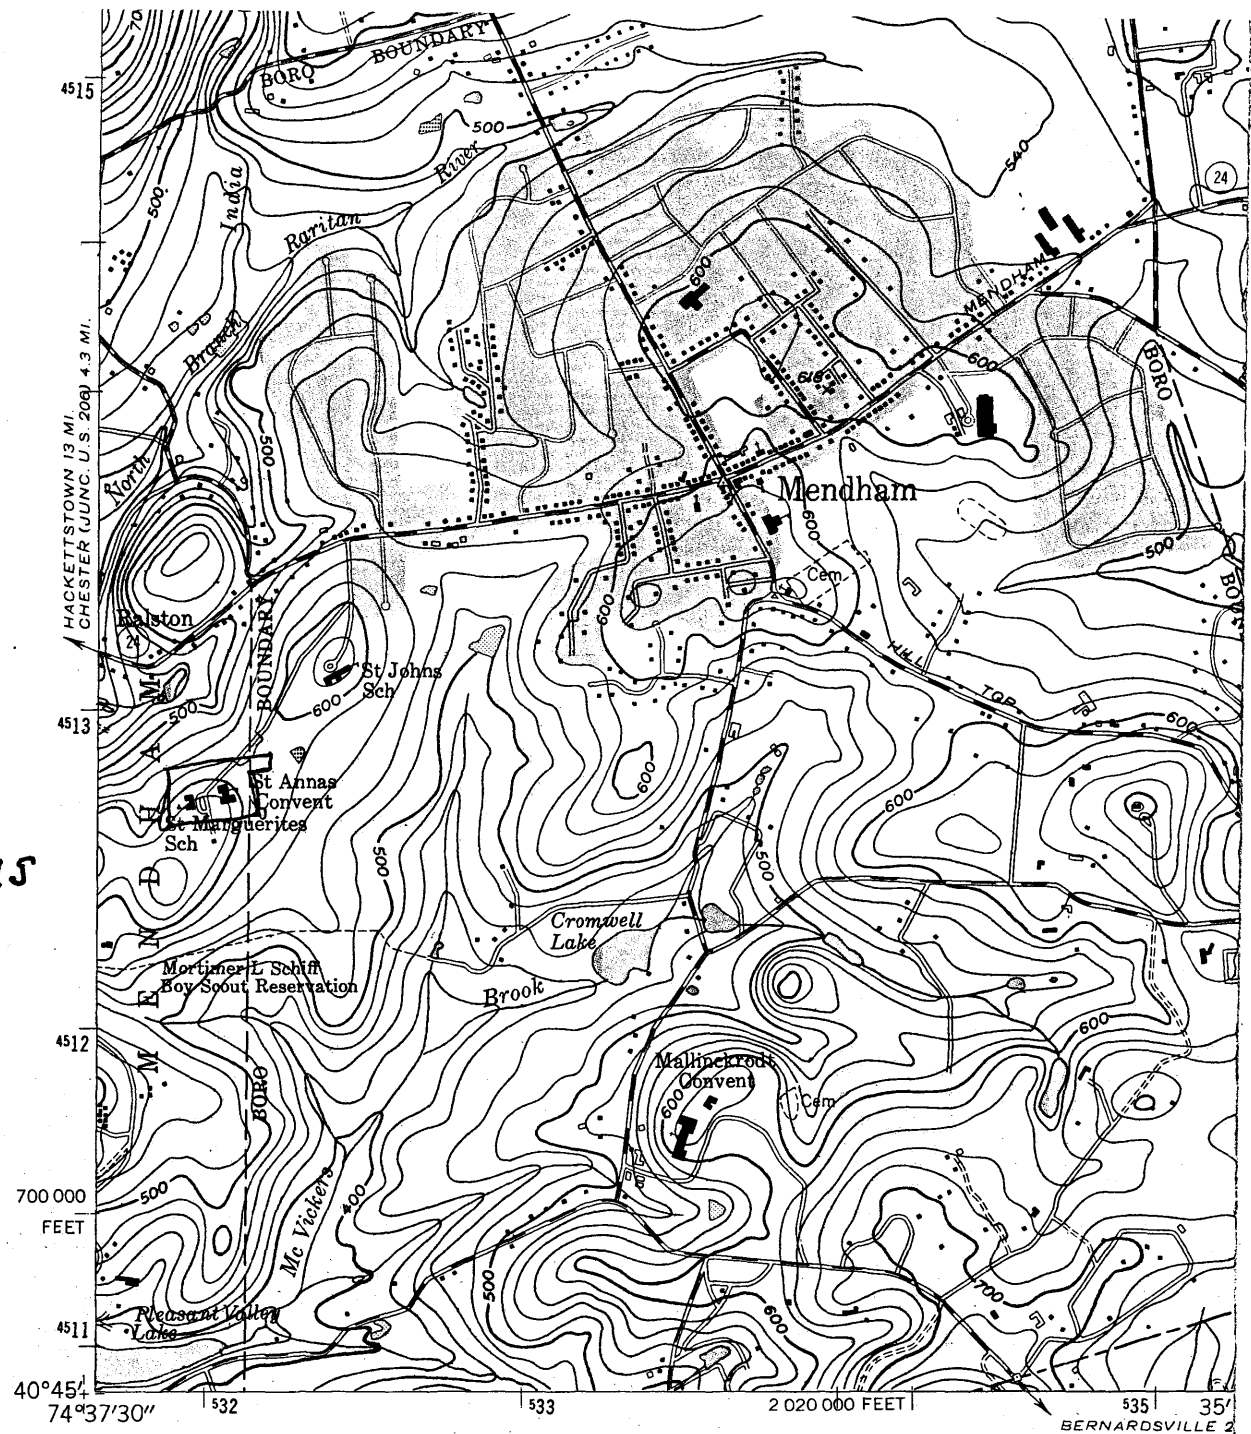 BORO BOUNDARY
4515
500
River
540
24
500
India
Raritan
600
MENDHAM
Branch
618
600
BORO
500
North
HACKETTSTOWN 13 MI.
CHESTER (JUNC. U.S. 206) 4.3 MI.
Mendham
600
500
Cem
Ralston
24
BOUNDARY
600
HILL
TOP
St Johns
Sch
600
500
4513
600
600
St Annas
Convent
St Marguerites
Sch
600
500
500
Cromwell
Lake
Mortimer L Schiff
Boy Scout Reservation
Brook
MENDHAM
600
4512
Mallinckrodt
Convent
600
Cem
BORO
700 000
FEET
500
Mc Vickers
400
500
700
600
Pleasant Valley
Lake
4511
40°45'
74°37'30"
532
533
2 020 000 FEET
535
35'
BERNARDSVILLE 2